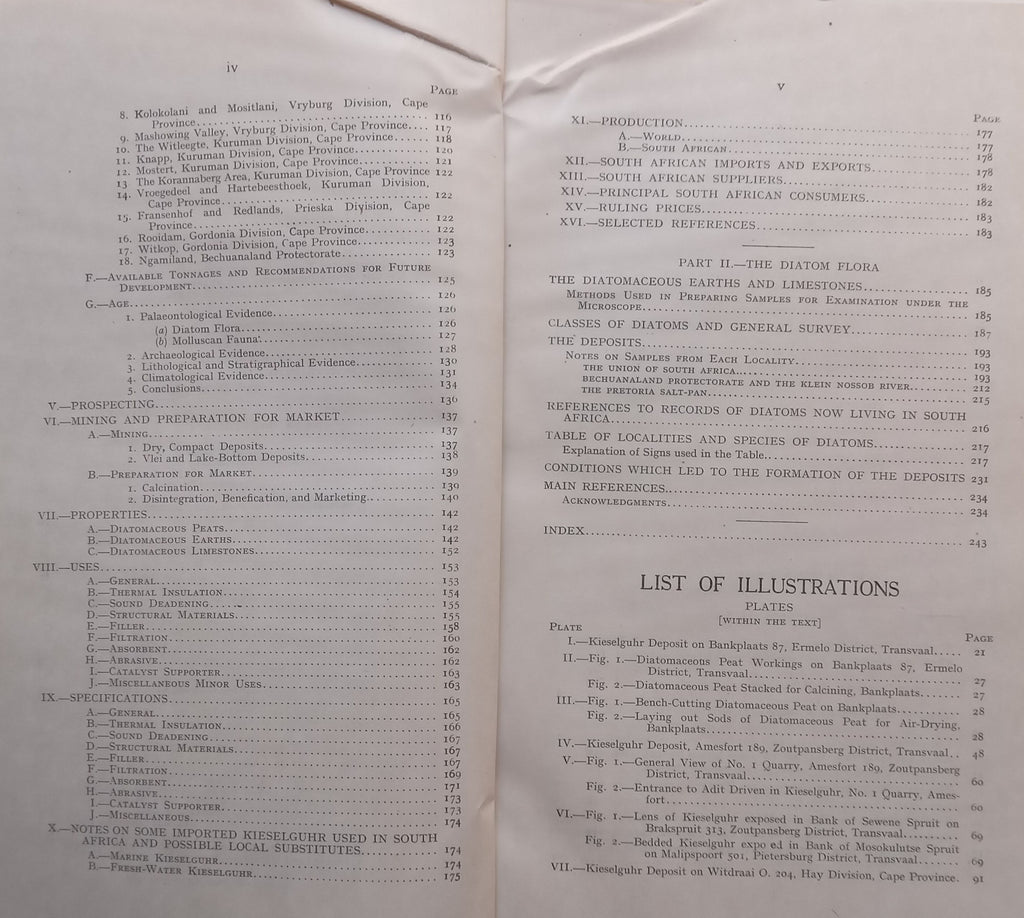 iv
PAGE
8. Kolokolani and Mositlani, Vryburg Division, Cape
Province........ 116
9. Mashowing Valley, Vryburg Division, Cape Province.... 117
10. The Witleegte, Kuruman Division, Cape Province...... 118
11. Knapp, Kuruman Division, Cape Province............ 120
12. Mostert, Kuruman Division, Cape Province............ 121
13 The Korannaberg Area, Kuruman Division, Cape Province 122
14. Vroegedeel and Hartebeesthoek, Kuruman Division,
Cape Province........ 122
15. Fransenhof and Redlands, Prieska Division, Cape
Province........ 122
16. Rooidam, Gordonia Division, Cape Province........ 122
17. Witkop, Gordonia Division, Cape Province........ 123
18. Ngamiland, Bechuanaland Protectorate........ 123
F.—AVAILABLE TONNAGES AND RECOMMENDATIONS FOR FUTURE
DEVELOPMENT........ 125
G.—AGE........ 126
1. Palaeontological Evidence........ 126
(a) Diatom Flora........ 126
(b) Molluscan Fauna........ 127
2. Archaeological Evidence........ 128
3. Lithological and Stratigraphical Evidence........ 130
4. Climatological Evidence........ 131
5. Conclusions........ 134
V.—PROSPECTING........ 136
VI.—MINING AND PREPARATION FOR MARKET........ 137
A.—MINING........ 137
1. Dry, Compact Deposits........ 137
2. Vlei and Lake-Bottom Deposits........ 138
B.—PREPARATION FOR MARKET........ 139
1. Calcination........ 139
2. Disintegration, Benefication, and Marketing........ 140
VII.—PROPERTIES........ 142
A.—DIATOMACEOUS PEATS........ 142
B.—DIATOMACEOUS EARTHS........ 142
C.—DIATOMACEOUS LIMESTONES........ 152
VIII.—USES........ 153
A.—GENERAL........ 153
B.—THERMAL INSULATION........ 154
C.—SOUND DEADENING........ 155
D.—STRUCTURAL MATERIALS........ 155
E.—FILLER........ 158
F.—FILTRATION........ 160
G.—ABSORBENT........ 162
H.—ABRASIVE........ 162
I.—CATALYST SUPPORTER........ 163
J.—MISCELLANEOUS MINOR USES........ 163
IX.—SPECIFICATIONS........ 165
A.—GENERAL........ 165
B.—THERMAL INSULATION........ 166
C.—SOUND DEADENING........ 167
D.—STRUCTURAL MATERIALS........ 167
E.—FILLER........ 167
F.—FILTRATION........ 169
G.—ABSORBENT........ 171
H.—ABRASIVE........ 173
I.—CATALYST SUPPORTER........ 173
J.—MISCELLANEOUS........ 174
X.—NOTES ON SOME IMPORTED KIESELGUHR USED IN SOUTH
AFRICA AND POSSIBLE LOCAL SUBSTITUTES........ 174
A.—MARINE KIESELGUHR........ 174
B.—FRESH-WATER KIESELGUHR........ 175
v
PAGE
XI.—PRODUCTION........ 177
A.—WORLD........ 177
B.—SOUTH AFRICAN........ 178
XII.—SOUTH AFRICAN IMPORTS AND EXPORTS........ 178
XIII.—SOUTH AFRICAN SUPPLIERS........ 182
XIV.—PRINCIPAL SOUTH AFRICAN CONSUMERS........ 182
XV.—RULING PRICES........ 183
XVI.—SELECTED REFERENCES........ 183
PART II.—THE DIATOM FLORA
THE DIATOMACEOUS EARTHS AND LIMESTONES........ 185
METHODS USED IN PREPARING SAMPLES FOR EXAMINATION UNDER THE
MICROSCOPE........ 185
CLASSES OF DIATOMS AND GENERAL SURVEY........ 187
THE DEPOSITS........ 193
NOTES ON SAMPLES FROM EACH LOCALITY........ 193
THE UNION OF SOUTH AFRICA........ 193
BECHUANALAND PROTECTORATE AND THE KLEIN NOSSOB RIVER........ 212
THE PRETORIA SALT-PAN........ 215
REFERENCES TO RECORDS OF DIATOMS NOW LIVING IN SOUTH
AFRICA........ 216
TABLE OF LOCALITIES AND SPECIES OF DIATOMS........ 217
Explanation of Signs used in the Table........ 217
CONDITIONS WHICH LED TO THE FORMATION OF THE DEPOSITS 231
MAIN REFERENCES........ 234
ACKNOWLEDGMENTS........ 234
INDEX........ 243
LIST OF ILLUSTRATIONS
PLATES
[WITHIN THE TEXT]
PLATE PAGE
I.—Kieselguhr Deposit on Bankplaats 87, Ermelo District, Transvaal..... 21
II.—Fig. 1.—Diatomaceous Peat Workings on Bankplaats 87, Ermelo
District, Transvaal........ 27
Fig. 2.—Diatomaceous Peat Stacked for Calcining, Bankplaats....... 27
III.—Fig. 1.—Bench-Cutting Diatomaceous Peat on Bankplaats........ 28
Fig. 2.—Laying out Sods of Diatomaceous Peat for Air-Drying,
Bankplaats........ 28
IV.—Kieselguhr Deposit, Amesfort 189, Zoutpansberg District, Transvaal.. 48
V.—Fig. 1.—General View of No. 1 Quarry, Amesfort 189, Zoutpansberg
District, Transvaal........ 60
Fig. 2.—Entrance to Adit Driven in Kieselguhr, No. 1 Quarry, Ames-
fort........ 60
VI.—Fig. 1.—Lens of Kieselguhr exposed in Bank of Sewene Spruit on
Brakspruit 313, Zoutpansberg District, Transvaal........ 69
Fig. 2.—Bedded Kieselguhr expo ed in Bank of Mosokulutse Spruit
on Malipspoort 501, Pietersburg District, Transvaal....... 69
VII.—Kieselguhr Deposit on Witdraai O. 204, Hay Division, Cape Province. 91